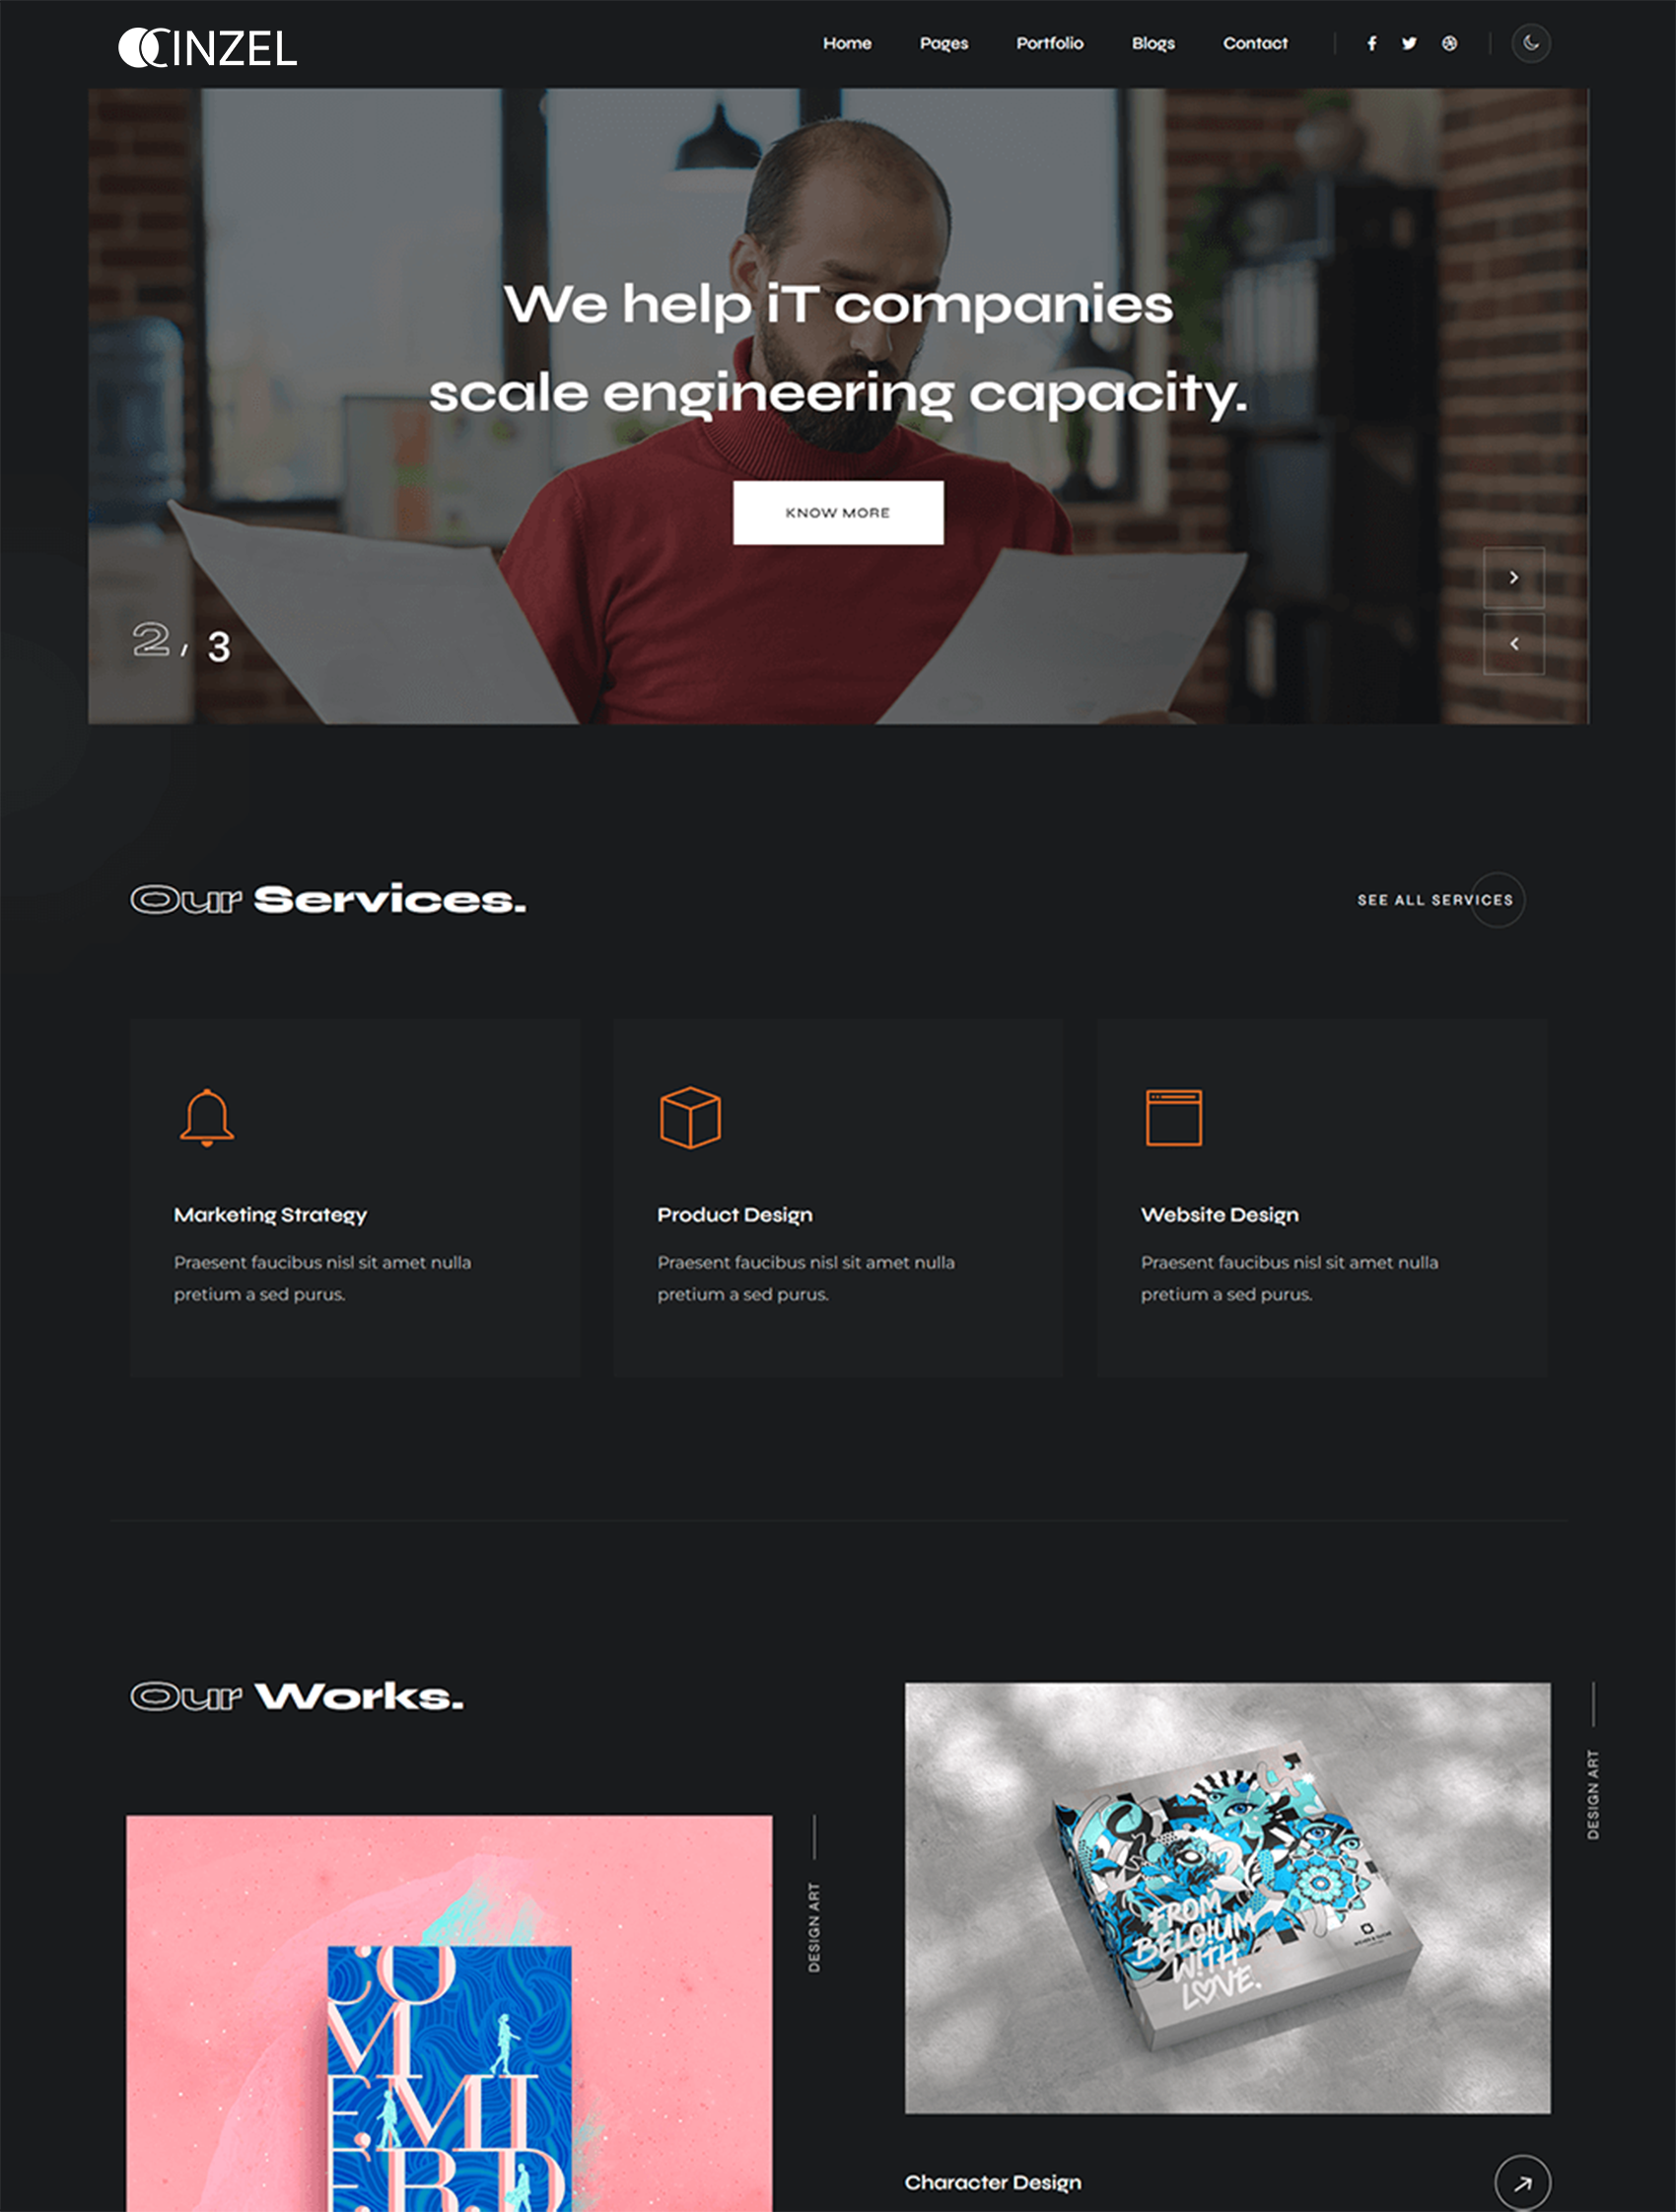 CINZEL
Home Pages Portfolio Blogs Contact
We help iT companies
scale engineering capacity.
KNOW MORE
2 / 3
Our Services.
SEE ALL SERVICES
Marketing Strategy
Praesent faucibus nisl sit amet nulla
pretium a sed purus.
Product Design
Praesent faucibus nisl sit amet nulla
pretium a sed purus.
Website Design
Praesent faucibus nisl sit amet nulla
pretium a sed purus.
Our Works.
DESIGN ART
CO
M
E MI
E.B.D
DESIGN ART
FROM
BELGIUM
WITH
LOVE.
Character Design